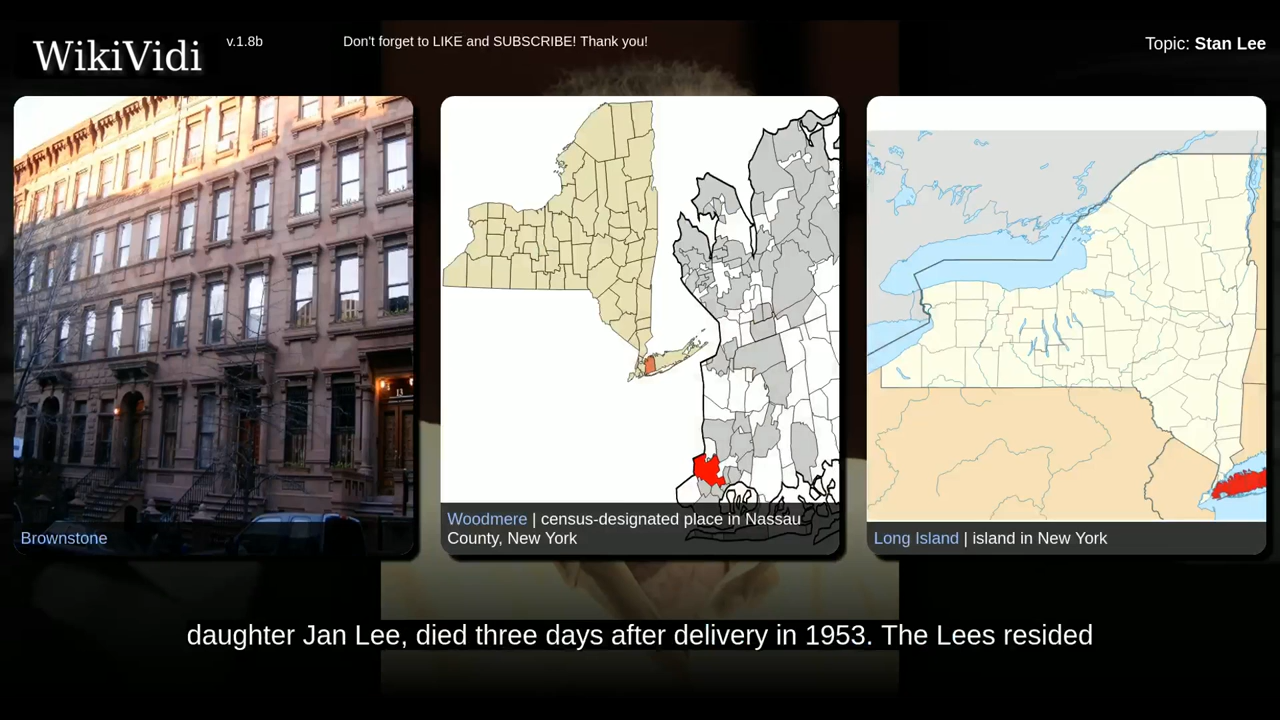 WikiVidi
v.1.8b
Don't forget to LIKE and SUBSCRIBE! Thank you!
Topic: Stan Lee
13
Brownstone
Woodmere | census-designated place in Nassau
County, New York
Long Island | island in New York
daughter Jan Lee, died three days after delivery in 1953. The Lees resided